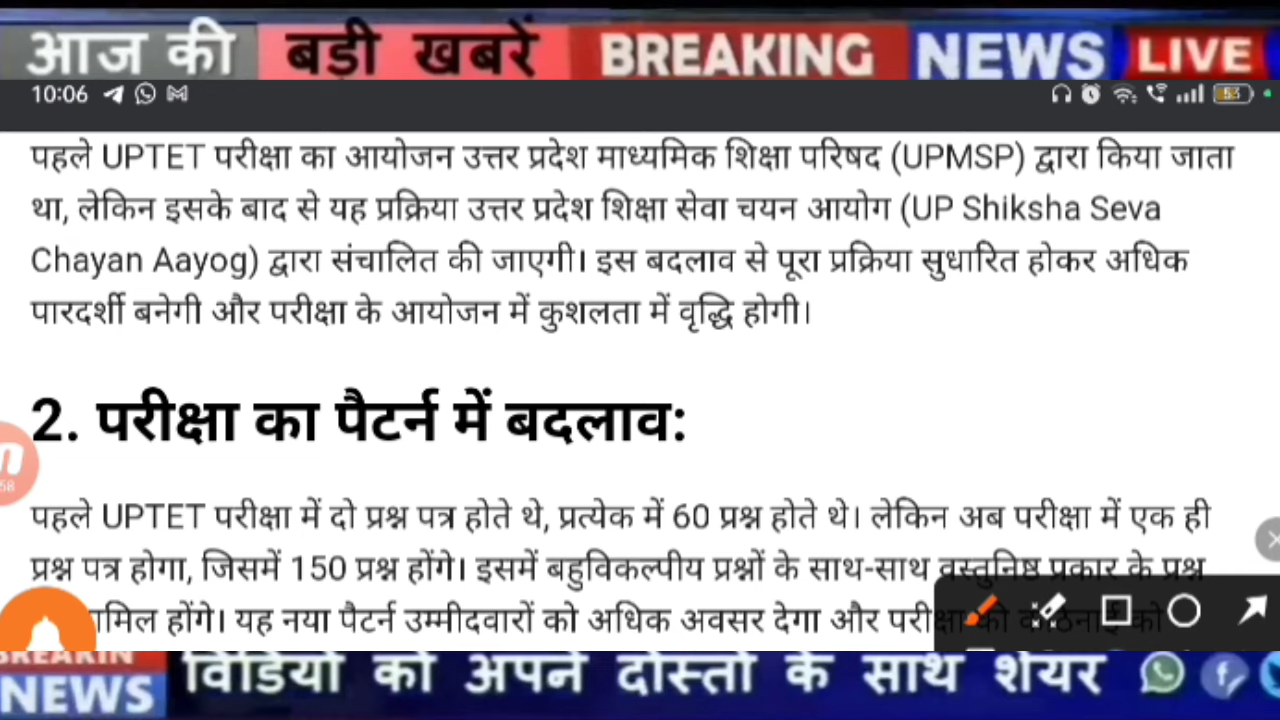 आज की बडी खबरें BREAKING NEWS LIVE
10:06 53
पहले UPTET परीक्षा का आयोजन उत्तर प्रदेश माध्यमिक शिक्षा परिषद (UPMSP) द्वारा किया जाता
था, लेकिन इसके बाद से यह प्रक्रिया उत्तर प्रदेश शिक्षा सेवा चयन आयोग (UP Shiksha Seva
Chayan Aayog) द्वारा संचालित की जाएगी। इस बदलाव से पूरा प्रक्रिया सुधारित होकर अधिक
पारदर्शी बनेगी और परीक्षा के आयोजन में कुशलता में वृद्धि होगी।
2. परीक्षा का पैटर्न में बदलाव:
पहले UPTET परीक्षा में दो प्रश्न पत्र होते थे, प्रत्येक में 60 प्रश्न होते थे। लेकिन अब परीक्षा में एक ही
प्रश्न पत्र होगा, जिसमें 150 प्रश्न होंगे। इसमें बहुविकल्पीय प्रश्नों के साथ-साथ वस्तुनिष्ठ प्रकार के प्रश्न
होंगे। यह नया पैटर्न उम्मीदवारों को अधिक अवसर देगा और परीक्षा की कठिनाई को
BREAKIN
NEWS विडियो को अपने दोस्तो के साथ शेयर